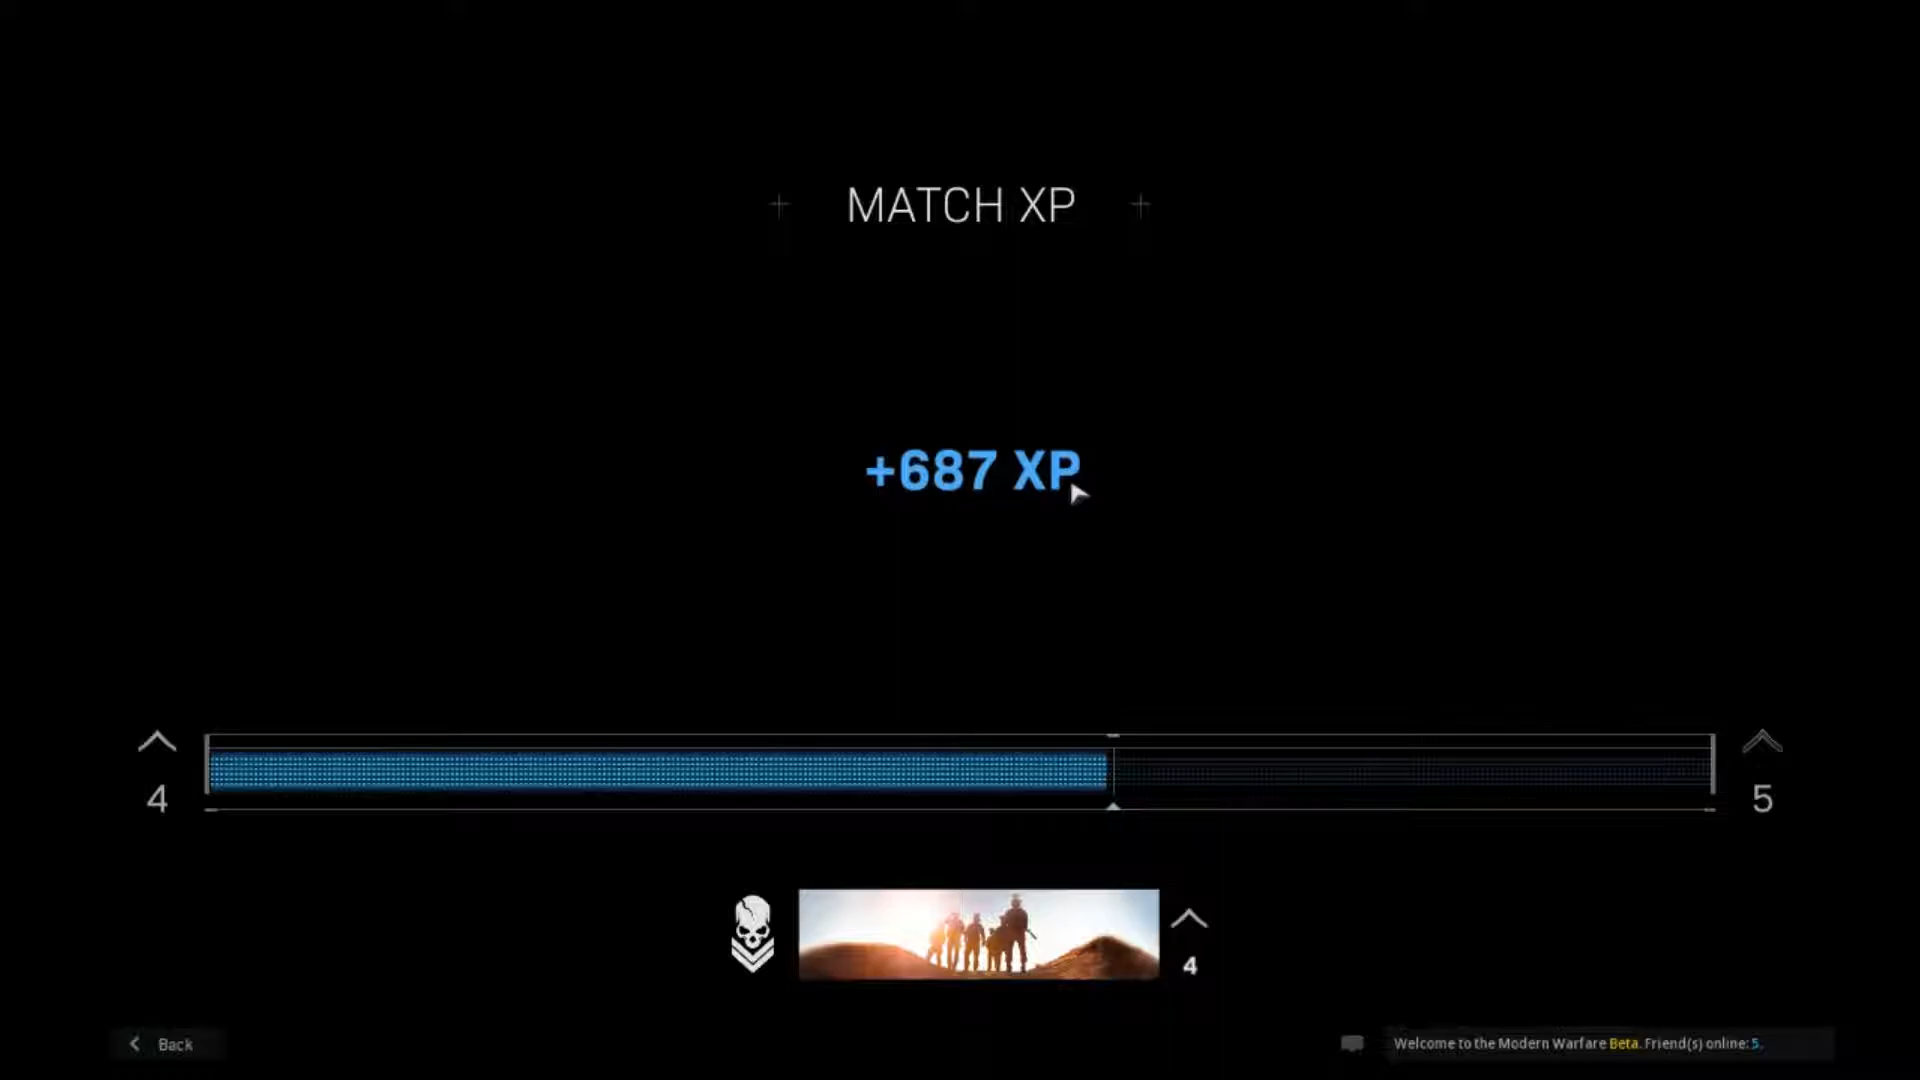 MATCH XP
+687 XP
4
5
4
Back
Welcome to the Modern Warfare Beta. Friend(s) online: 5.